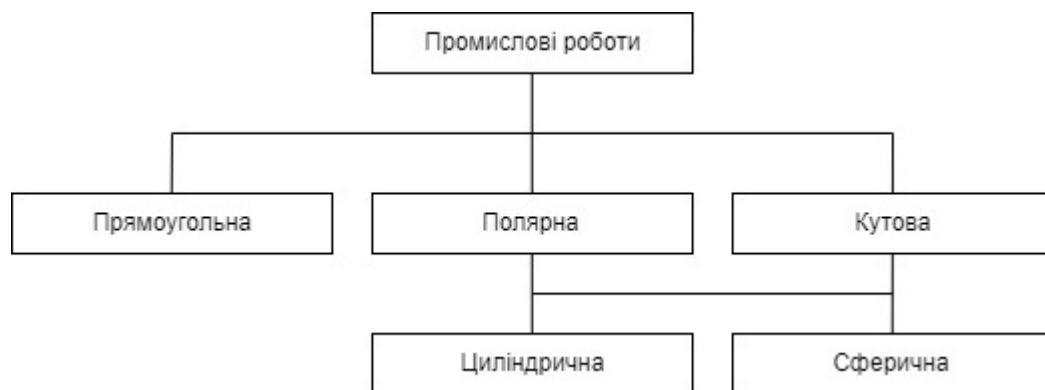 Промислові роботи
Прямоугольна
Полярна
Кутова
Циліндрична
Сферична